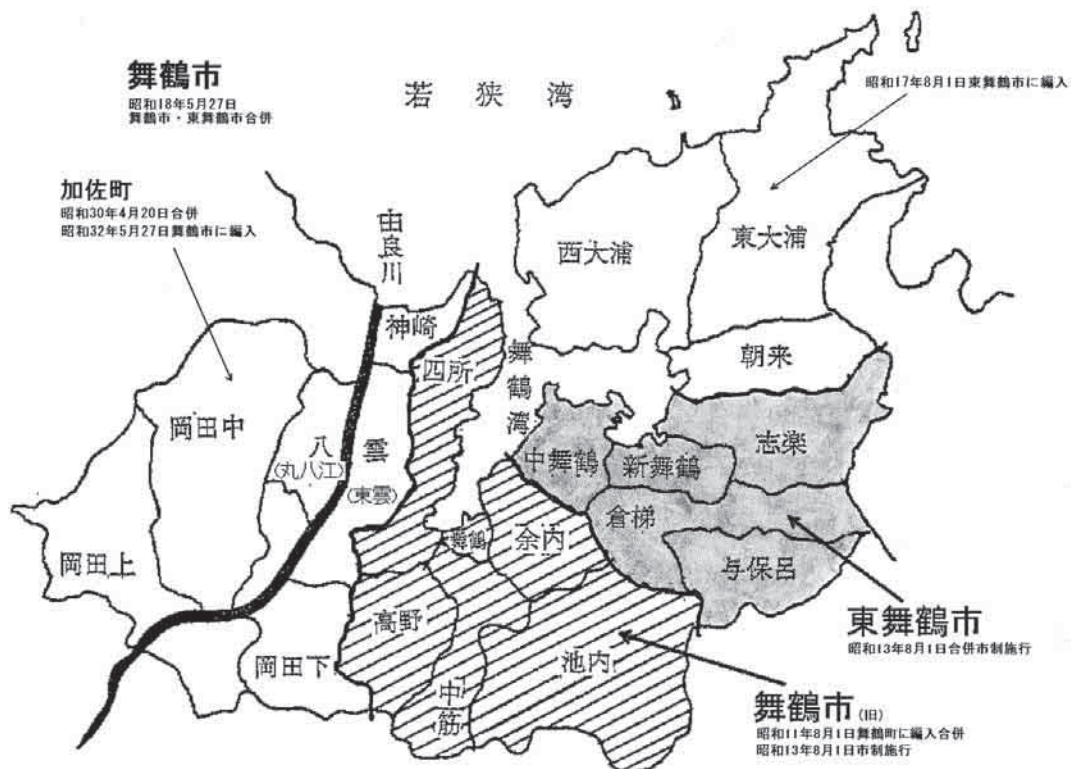 舞鶴市
昭和18年5月27日
舞鶴市・東舞鶴市合併
若狭湾
昭和17年8月1日東舞鶴市に編入
加佐町
昭和30年4月20日合併
昭和32年5月27日舞鶴市に編入
由良川
西大浦
東大浦
神崎
四所
舞鶴湾
朝来
岡田中
八
(丸八江)
雲
(東雲)
中舞鶴
新舞鶴
志楽
倉梯
舞鶴
余内
与保呂
岡田上
高野
岡田下
中筋
池内
東舞鶴市
昭和13年8月1日合併市制施行
舞鶴市(旧)
昭和11年8月1日舞鶴町に編入合併
昭和13年8月1日市制施行